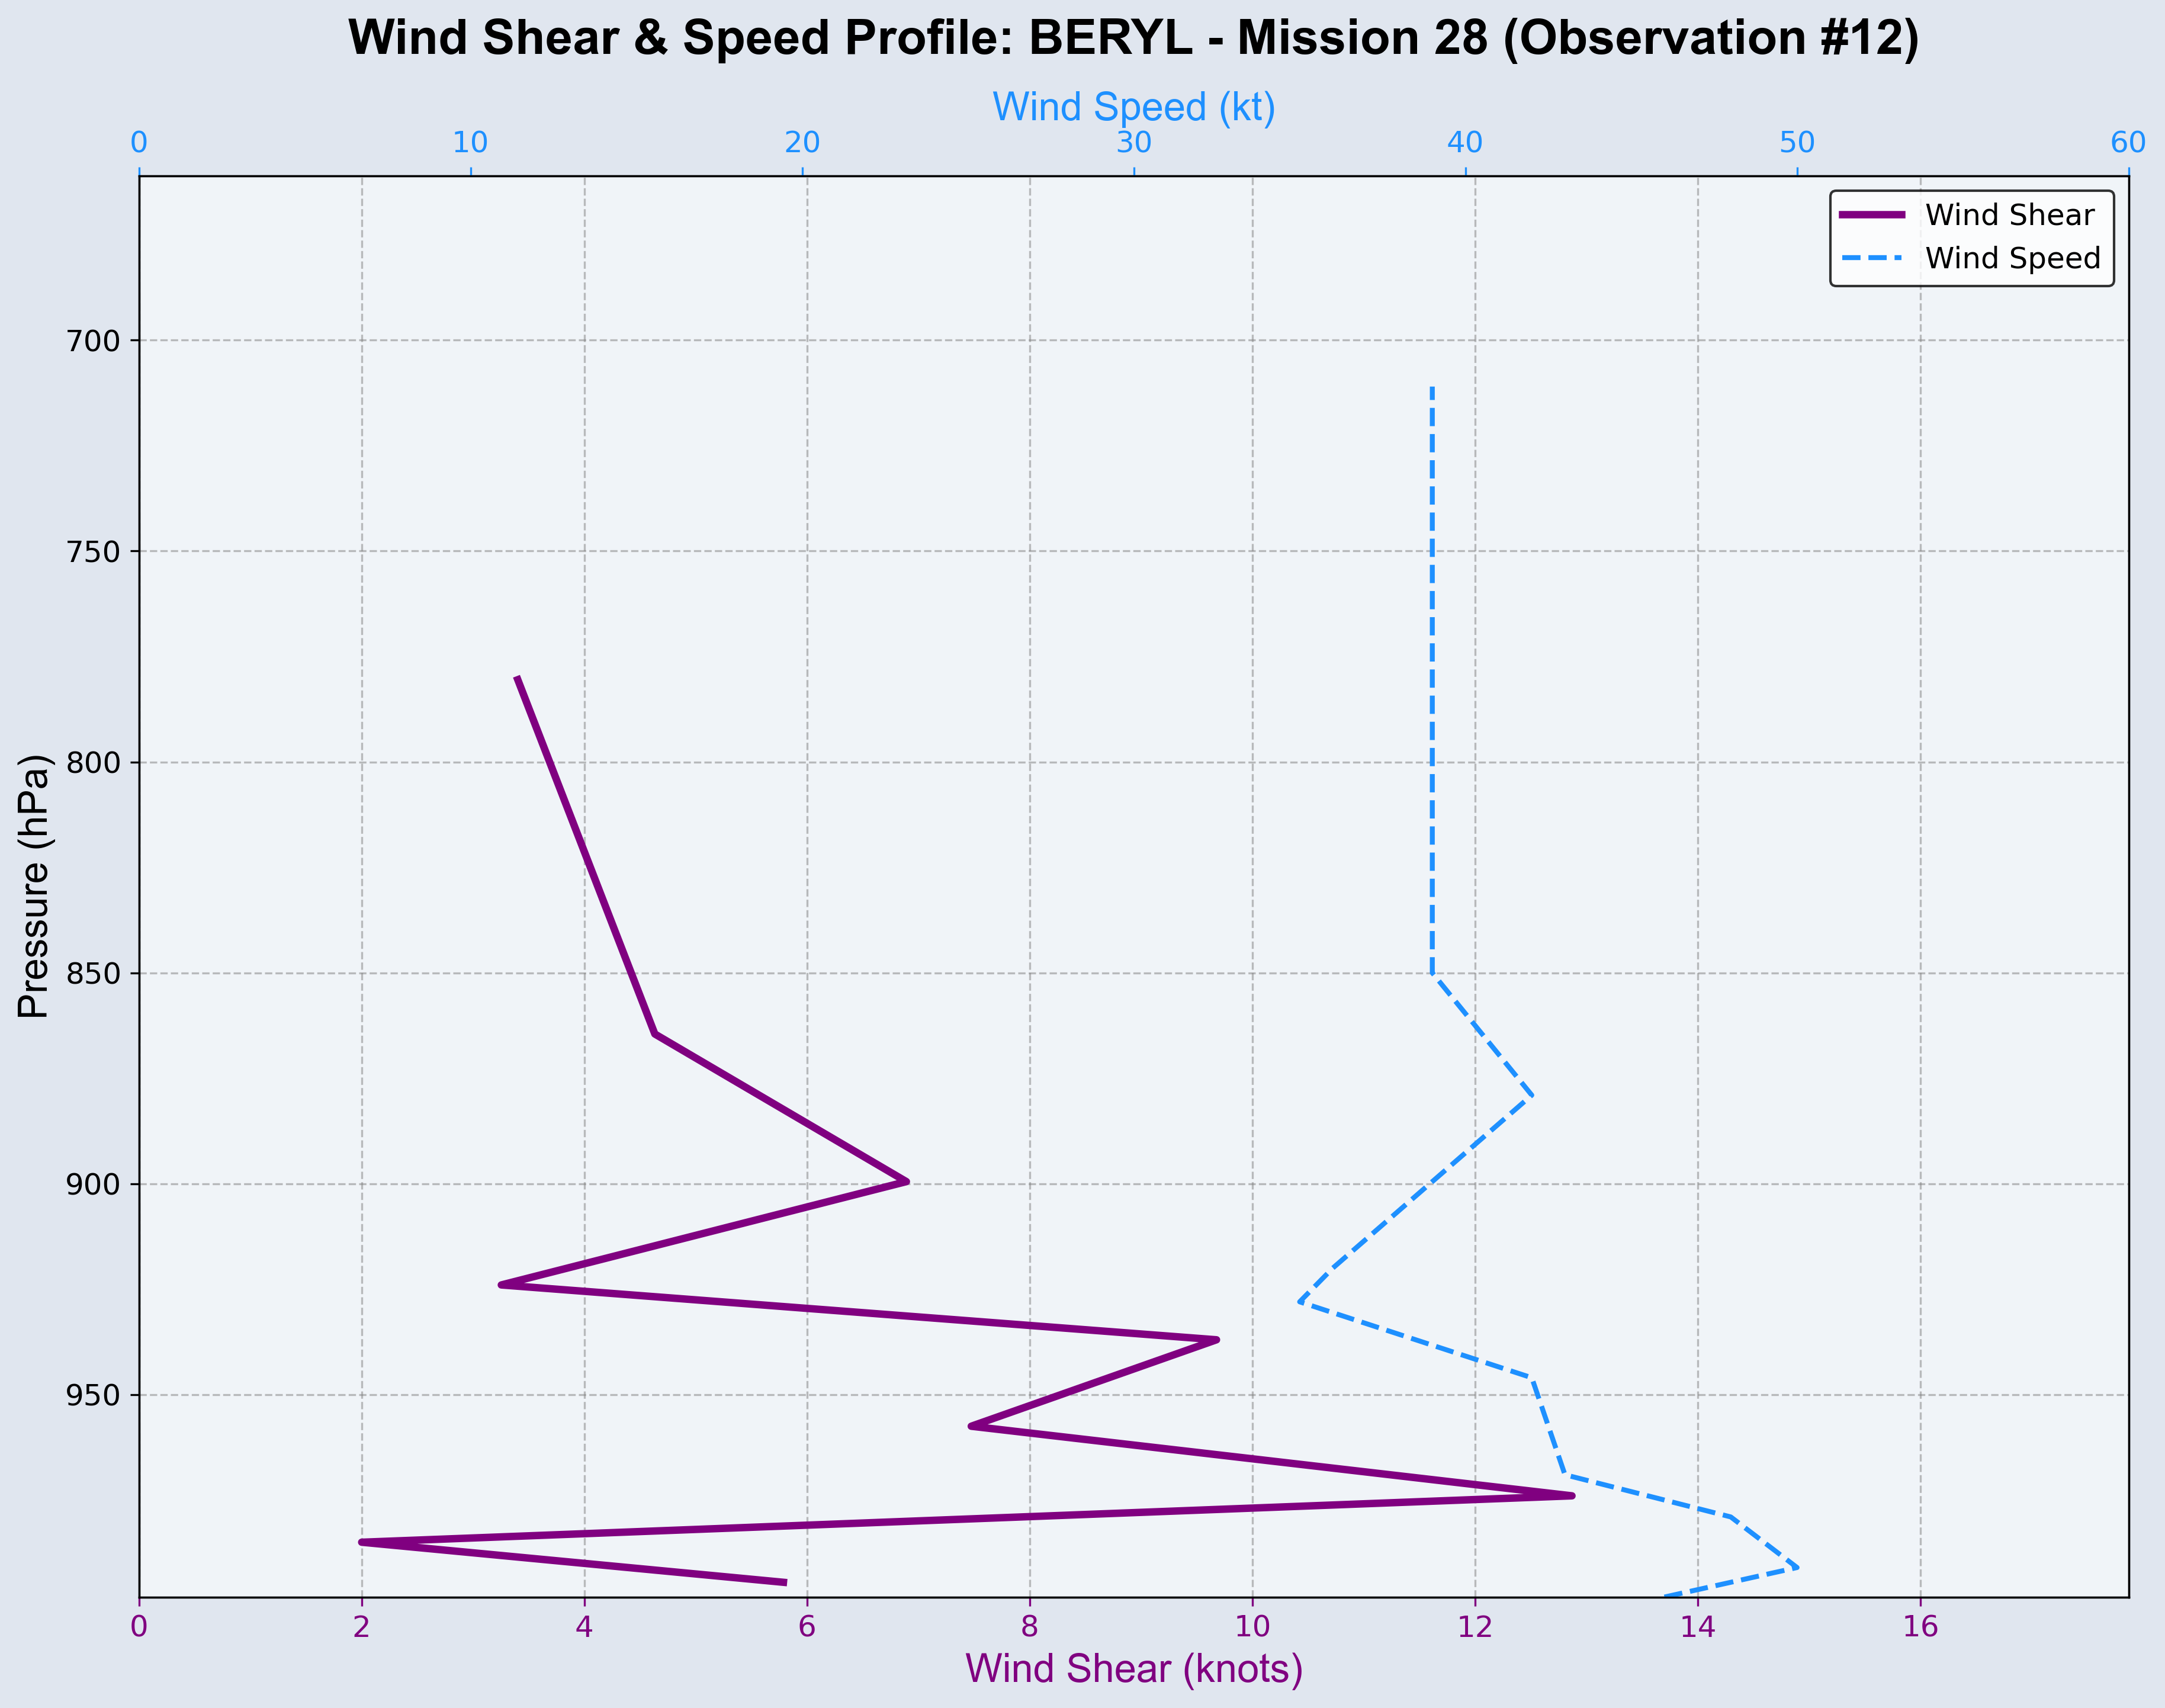 Wind Shear & Speed Profile: BERYL - Mission 28 (Observation #12)
Wind Speed (kt)
0 10 20 30 40 50 60
Wind Shear
Wind Speed
700
750
800
850
900
950
Pressure (hPa)
0 2 4 6 8 10 12 14 16
Wind Shear (knots)